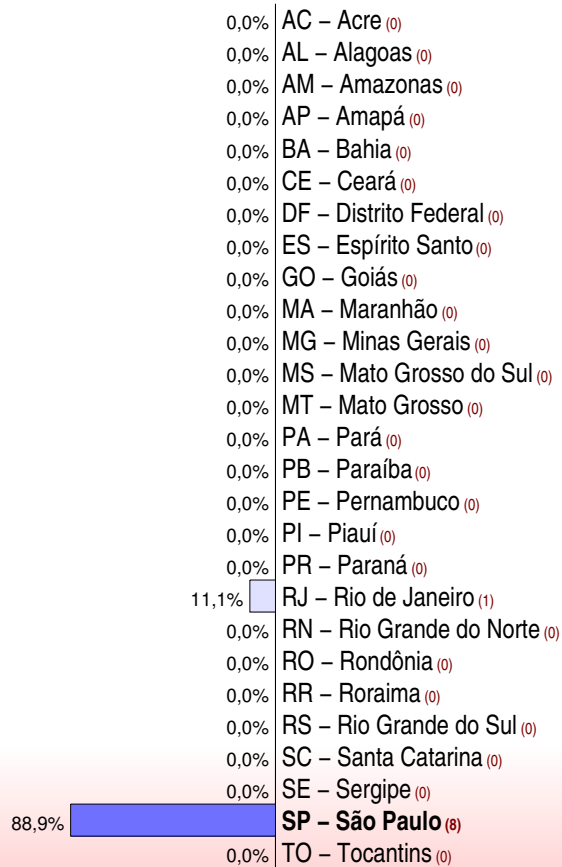 0,0% AC – Acre (0)
0,0% AL – Alagoas (0)
0,0% AM – Amazonas (0)
0,0% AP – Amapá (0)
0,0% BA – Bahia (0)
0,0% CE – Ceará (0)
0,0% DF – Distrito Federal (0)
0,0% ES – Espírito Santo (0)
0,0% GO – Goiás (0)
0,0% MA – Maranhão (0)
0,0% MG – Minas Gerais (0)
0,0% MS – Mato Grosso do Sul (0)
0,0% MT – Mato Grosso (0)
0,0% PA – Pará (0)
0,0% PB – Paraíba (0)
0,0% PE – Pernambuco (0)
0,0% PI – Piauí (0)
0,0% PR – Paraná (0)
11,1% RJ – Rio de Janeiro (1)
0,0% RN – Rio Grande do Norte (0)
0,0% RO – Rondônia (0)
0,0% RR – Roraima (0)
0,0% RS – Rio Grande do Sul (0)
0,0% SC – Santa Catarina (0)
0,0% SE – Sergipe (0)
88,9% SP – São Paulo (8)
0,0% TO – Tocantins (0)